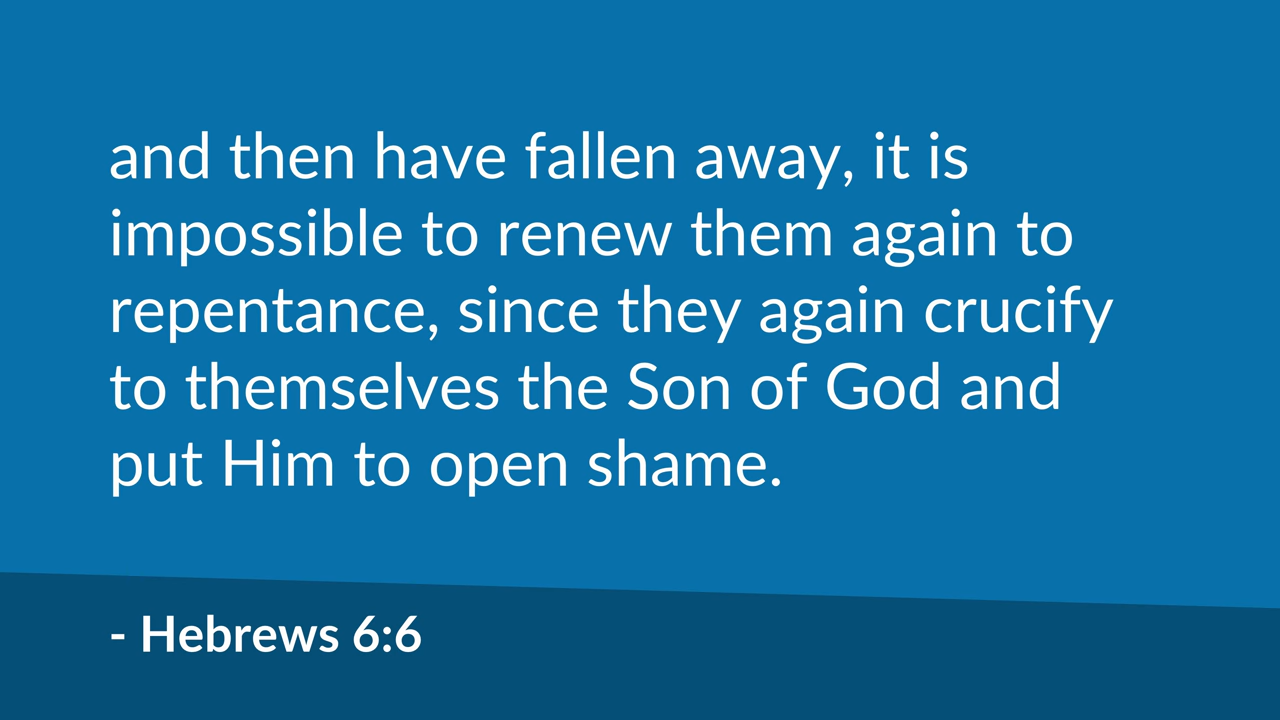 and then have fallen away, it is
impossible to renew them again to
repentance, since they again crucify
to themselves the Son of God and
put Him to open shame.
- Hebrews 6:6